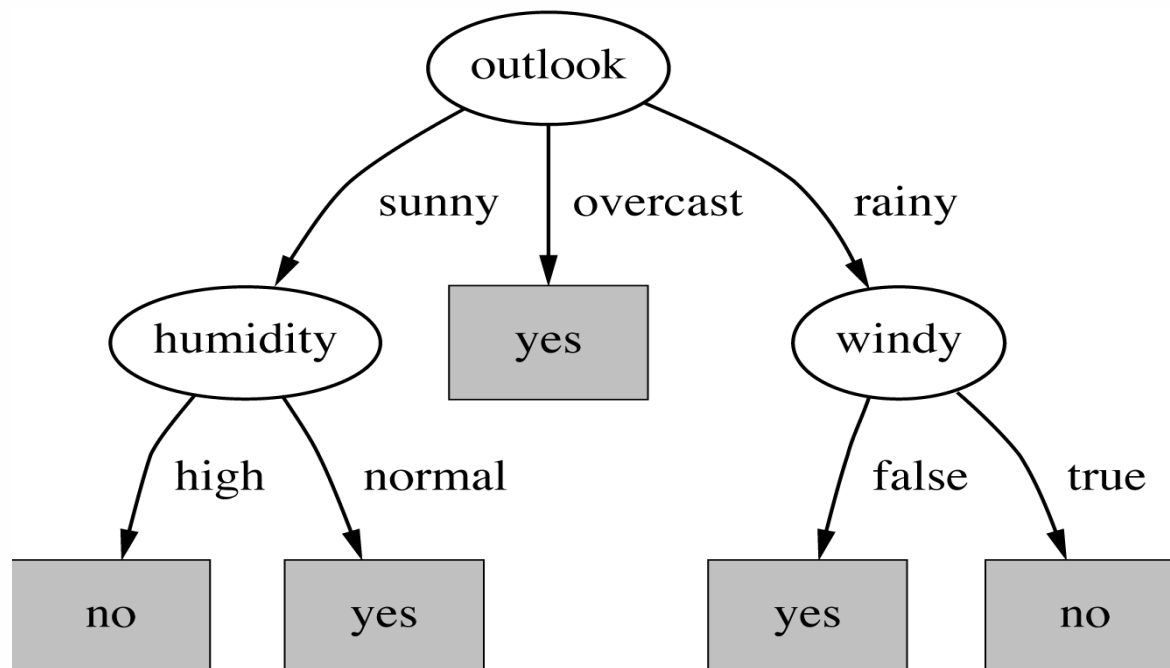 outlook
sunny overcast rainy
humidity yes windy
high normal false true
no yes yes no